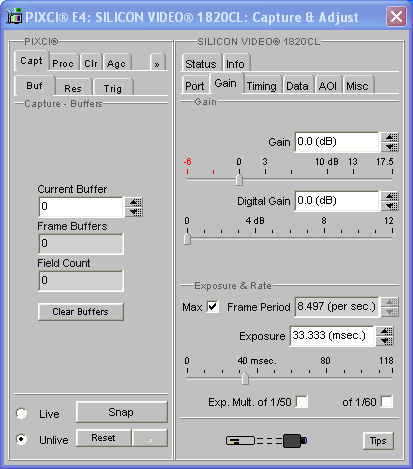 PIXCI® E4: SILICON VIDEO® 1820CL: Capture & Adjust
PIXCI®
Capt Proc Clr Agc »
Buf Res Trig
Capture - Buffers
Current Buffer
0
Frame Buffers
0
Field Count
0
Clear Buffers
Live Snap
Unlive Reset »
SILICON VIDEO® 1820CL
Status Info
Port Gain Timing Data AOI Misc
Gain
Gain 0.0 (dB)
-6 0 3 10 dB 13 17.5
Digital Gain 0.0 (dB)
0 4 dB 8 12
Exposure & Rate
Max Frame Period 8.497 (per sec.)
Exposure 33.333 (msec.)
0 40 msec. 80 118
Exp. Mult. of 1/50 of 1/60
Tips